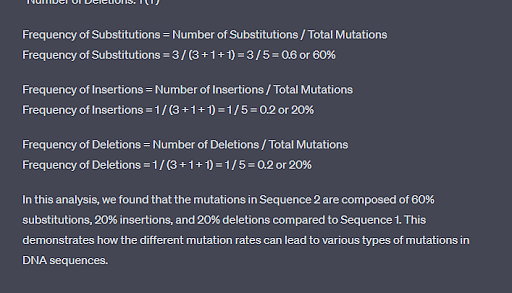 Number of Deletions: 1 (T)
Frequency of Substitutions = Number of Substitutions / Total Mutations
Frequency of Substitutions = 3 / (3 + 1 + 1) = 3 / 5 = 0.6 or 60%
Frequency of Insertions = Number of Insertions / Total Mutations
Frequency of Insertions = 1 / (3 + 1 + 1) = 1 / 5 = 0.2 or 20%
Frequency of Deletions = Number of Deletions / Total Mutations
Frequency of Deletions = 1 / (3 + 1 + 1) = 1 / 5 = 0.2 or 20%
In this analysis, we found that the mutations in Sequence 2 are composed of 60%
substitutions, 20% insertions, and 20% deletions compared to Sequence 1. This
demonstrates how the different mutation rates can lead to various types of mutations in
DNA sequences.